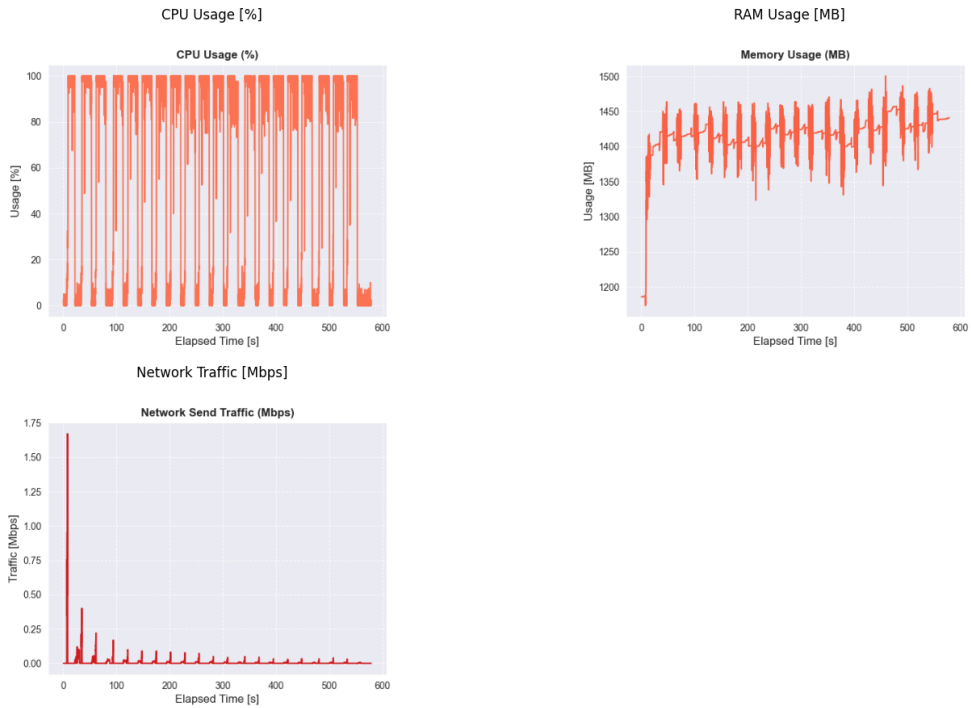 CPU Usage [%]
CPU Usage (%)
100
80
60
40
20
0
Usage [%]
0 100 200 300 400 500 600
Elapsed Time [s]
RAM Usage [MB]
Memory Usage (MB)
1500
1450
1400
1350
1300
1250
1200
Usage [MB]
0 100 200 300 400 500 600
Elapsed Time [s]
Network Traffic [Mbps]
Network Send Traffic (Mbps)
1.75
1.50
1.25
1.00
0.75
0.50
0.25
0.00
Traffic [Mbps]
0 100 200 300 400 500 600
Elapsed Time [s]